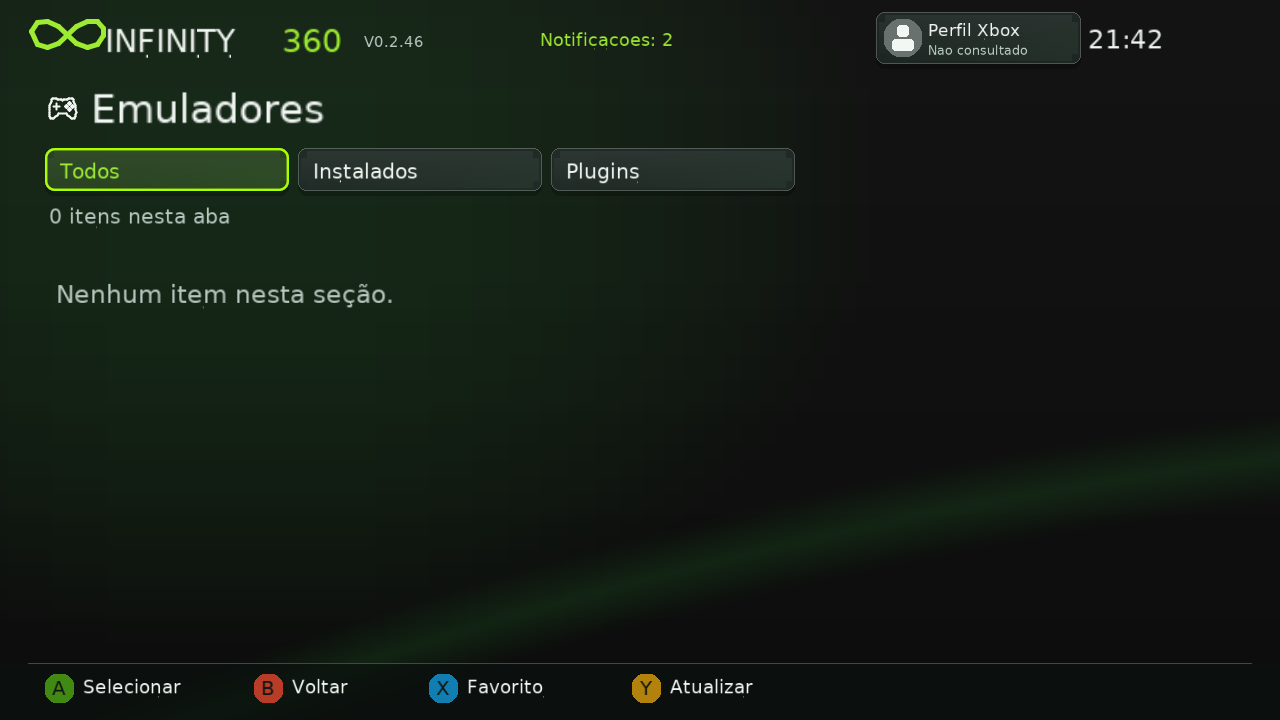 INFINITY 360 V0.2.46 Notificacoes: 2
Perfil Xbox
Nao consultado
21:42
Emuladores
Todos Instalados Plugins
0 itens nesta aba
Nenhum item nesta seção.
A Selecionar B Voltar X Favorito Y Atualizar